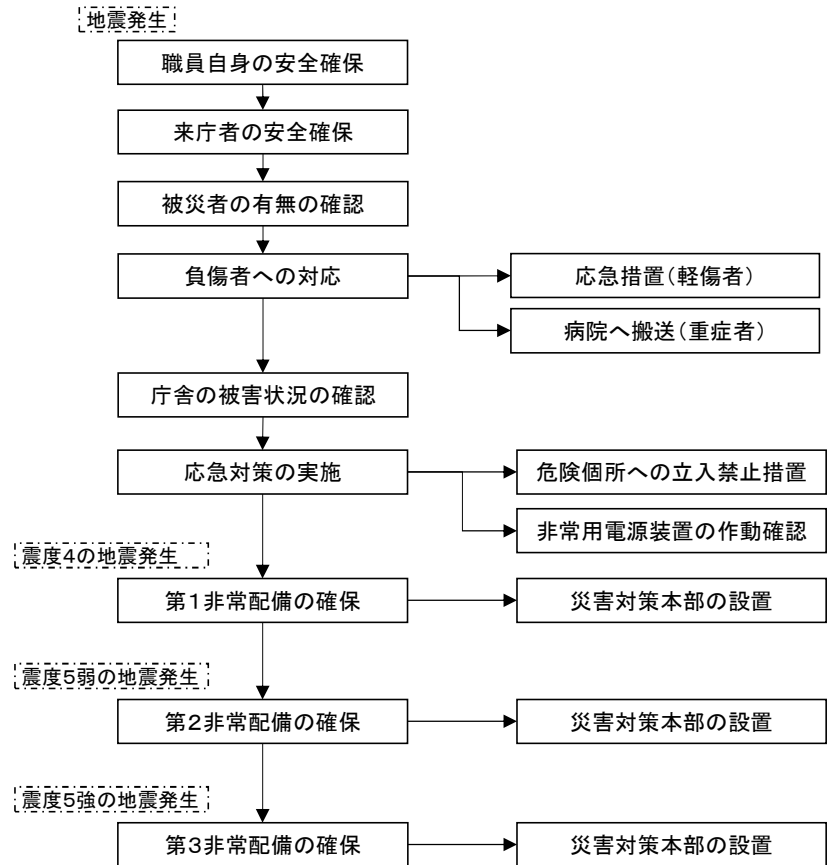 地震発生
職員自身の安全確保
来庁者の安全確保
被災者の有無の確認
負傷者への対応
応急措置(軽傷者)
病院へ搬送(重症者)
庁舎の被害状況の確認
応急対策の実施
危険個所への立入禁止措置
非常用電源装置の作動確認
震度4の地震発生
第1非常配備の確保
災害対策本部の設置
震度5弱の地震発生
第2非常配備の確保
災害対策本部の設置
震度5強の地震発生
第3非常配備の確保
災害対策本部の設置